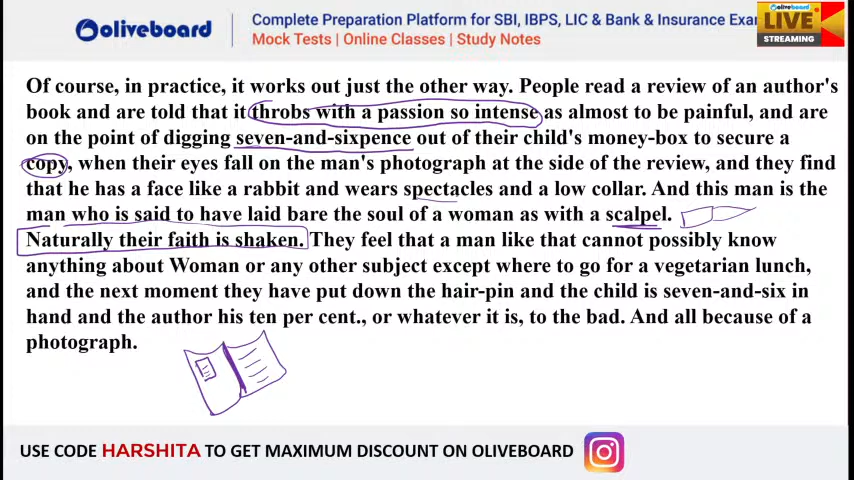 oliveboard
Complete Preparation Platform for SBI, IBPS, LIC & Bank & Insurance Exa
Mock Tests | Online Classes | Study Notes
oliveboard
LIVE
STREAMING
Of course, in practice, it works out just the other way. People read a review of an author's
book and are told that it throbs with a passion so intense as almost to be painful, and are
on the point of digging seven-and-sixpence out of their child's money-box to secure a
copy, when their eyes fall on the man's photograph at the side of the review, and they find
that he has a face like a rabbit and wears spectacles and a low collar. And this man is the
man who is said to have laid bare the soul of a woman as with a scalpel.
Naturally their faith is shaken. They feel that a man like that cannot possibly know
anything about Woman or any other subject except where to go for a vegetarian lunch,
and the next moment they have put down the hair-pin and the child is seven-and-six in
hand and the author his ten per cent., or whatever it is, to the bad. And all because of a
photograph.
USE CODE HARSHITA TO GET MAXIMUM DISCOUNT ON OLIVEBOARD